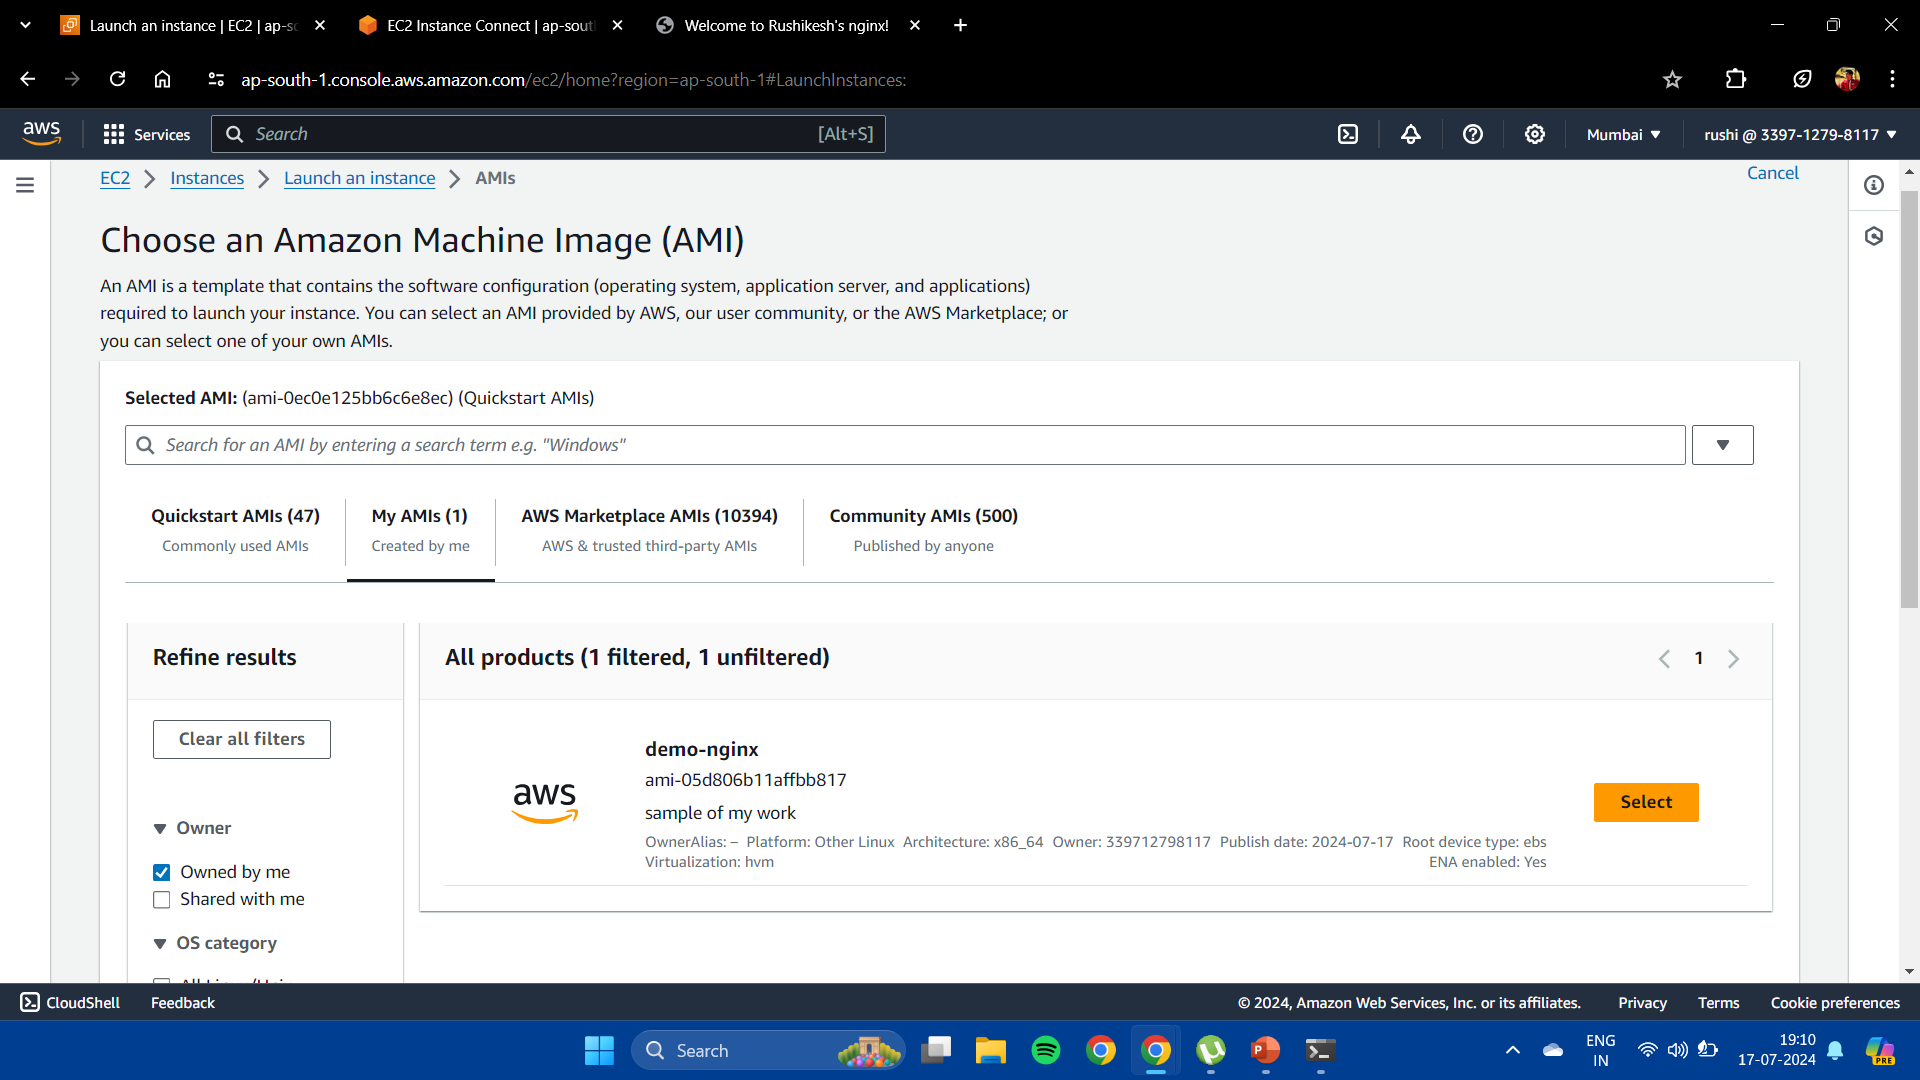 Launch an instance | EC2 | ap-so
EC2 Instance Connect | ap-sout
Welcome to Rushikesh's nginx!
ap-south-1.console.aws.amazon.com/ec2/home?region=ap-south-1#LaunchInstances:
aws
Services
Search
[Alt+S]
Mumbai
rushi @ 3397-1279-8117
EC2
Instances
Launch an instance
AMIs
Cancel
Choose an Amazon Machine Image (AMI)
An AMI is a template that contains the software configuration (operating system, application server, and applications)
required to launch your instance. You can select an AMI provided by AWS, our user community, or the AWS Marketplace; or
you can select one of your own AMIs.
Selected AMI: (ami-0ec0e125bb6c6e8ec) (Quickstart AMIs)
Search for an AMI by entering a search term e.g. "Windows"
Quickstart AMIs (47)
Commonly used AMIs
My AMIs (1)
Created by me
AWS Marketplace AMIs (10394)
AWS & trusted third-party AMIs
Community AMIs (500)
Published by anyone
Refine results
Clear all filters
Owner
Owned by me
Shared with me
OS category
All products (1 filtered, 1 unfiltered)
1
aws
demo-nginx
ami-05d806b11affbb817
sample of my work
OwnerAlias: – Platform: Other Linux Architecture: x86_64 Owner: 339712798117 Publish date: 2024-07-17 Root device type: ebs
Virtualization: hvm ENA enabled: Yes
Select
CloudShell
Feedback
© 2024, Amazon Web Services, Inc. or its affiliates.
Privacy
Terms
Cookie preferences
Search
P
ENG
IN
19:10
17-07-2024
PRE